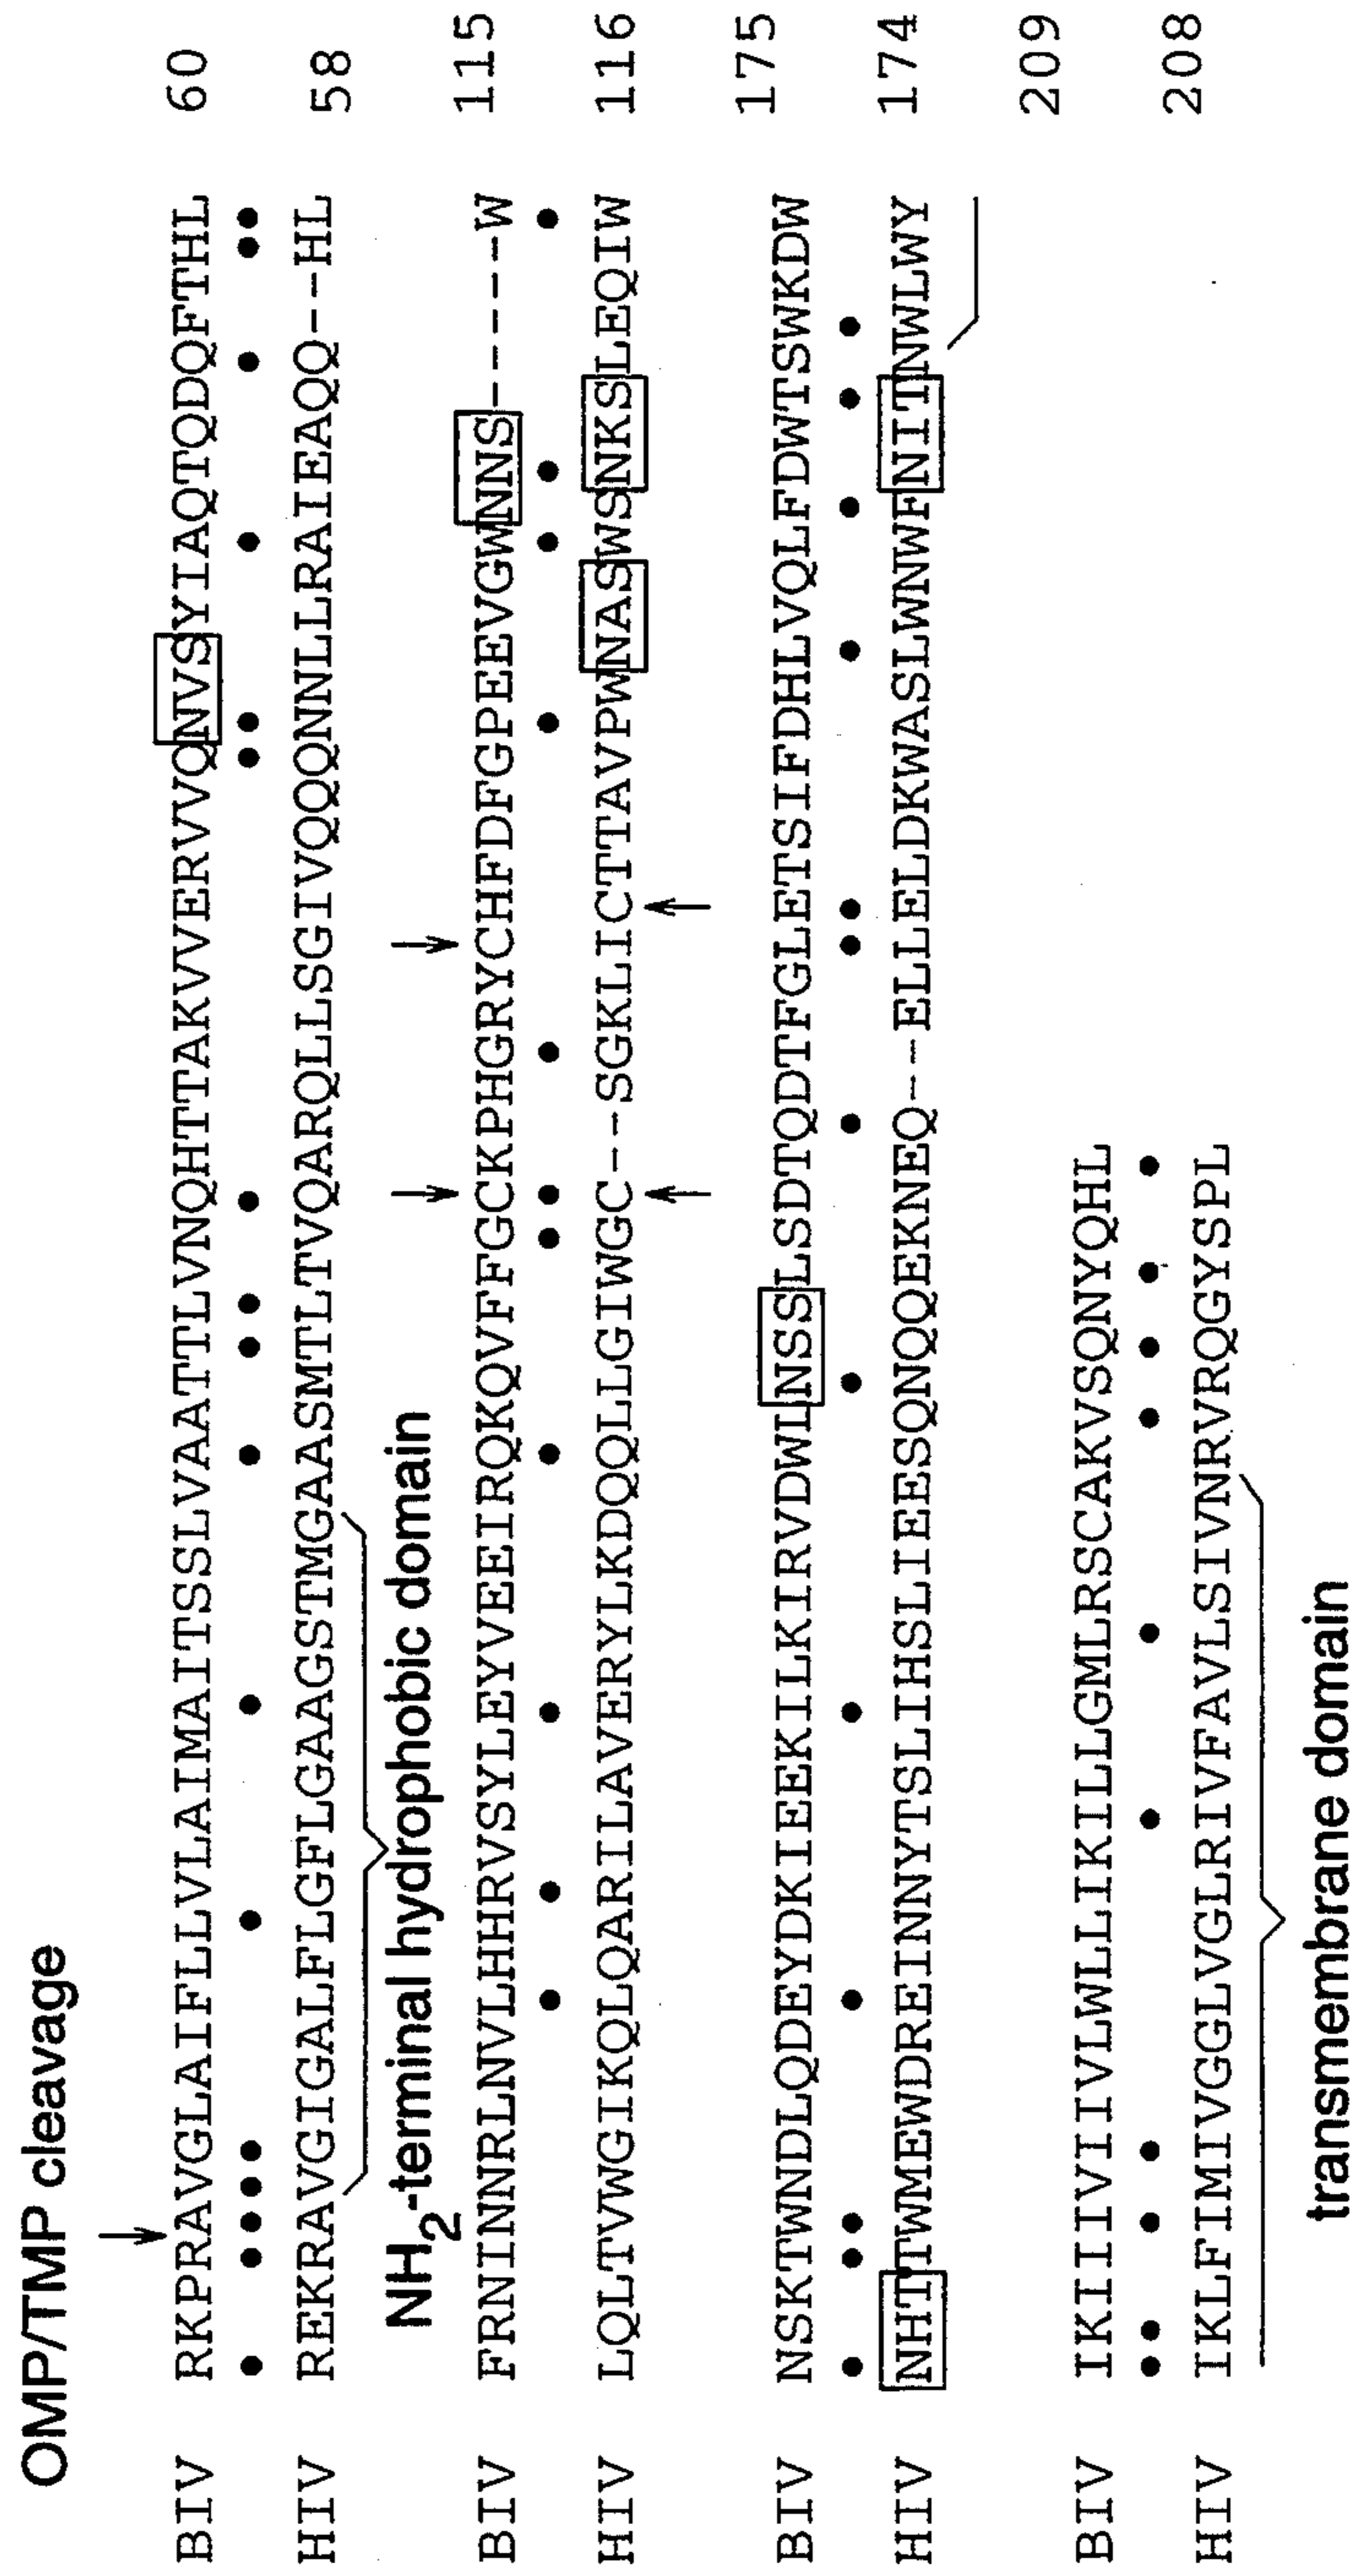 OMP/TMP cleavage
BIV RKPRAVGLAIFLLVLAIMAITSSLVAATTLVNQHTTAKVVERVVQNVSYIAQTQDQFTHL 60
HIV REKRAVGIGALFLGFLGAAGSTMGAASMTLTVQARQLLSGIVQQQNNLLRAIEAQQ--HL 58
NH2-terminal hydrophobic domain
BIV FRNINNRLNVLHHRVSYLEYVEEIRQKQVFFGCKPHGRYCHFDFGPEEVGWNNS-----W 115
HIV LQLTVWGIKQLQARILAVERYLKDQQLLGIWGC--SGKLICTTAVPWNASWSNKSLEQIW 116
BIV NSKTWNDLQDEYDKIEEKILKIRVDWLNSSLSDTQDTFGLETSIFDHLVQLFDWTSWKDW 175
HIV NHTTWMEWDREINNYTSLIHSLIEESQNQQEKNEQ--ELLELDKWASLWNWFNITNWLWY 174
BIV IKIIIVIIVLWLLIKILLGMLRSCAKVSQNYQHL 209
HIV IKLFIMIVGGLVGLRIVFAVLSIVNRVRQGYSPL 208
transmembrane domain